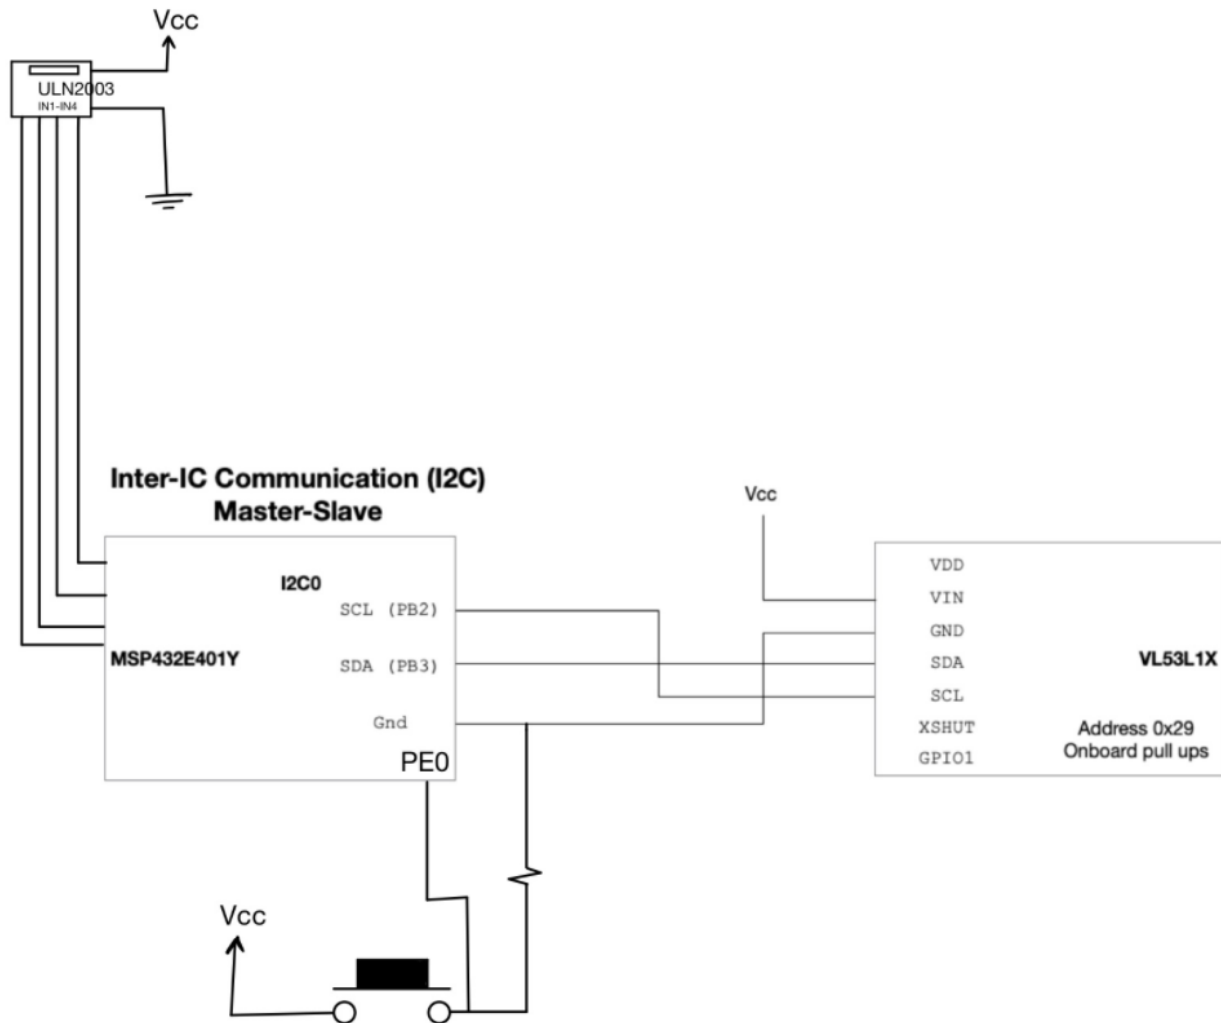 Vcc
ULN2003
IN1-IN4
Inter-IC Communication (I2C)
Master-Slave
I2C0
SCL (PB2)
MSP432E401Y
SDA (PB3)
Gnd
PE0
Vcc
VDD
VIN
GND
SDA
VL53L1X
SCL
XSHUT
Address 0x29
GPIO1
Onboard pull ups
Vcc